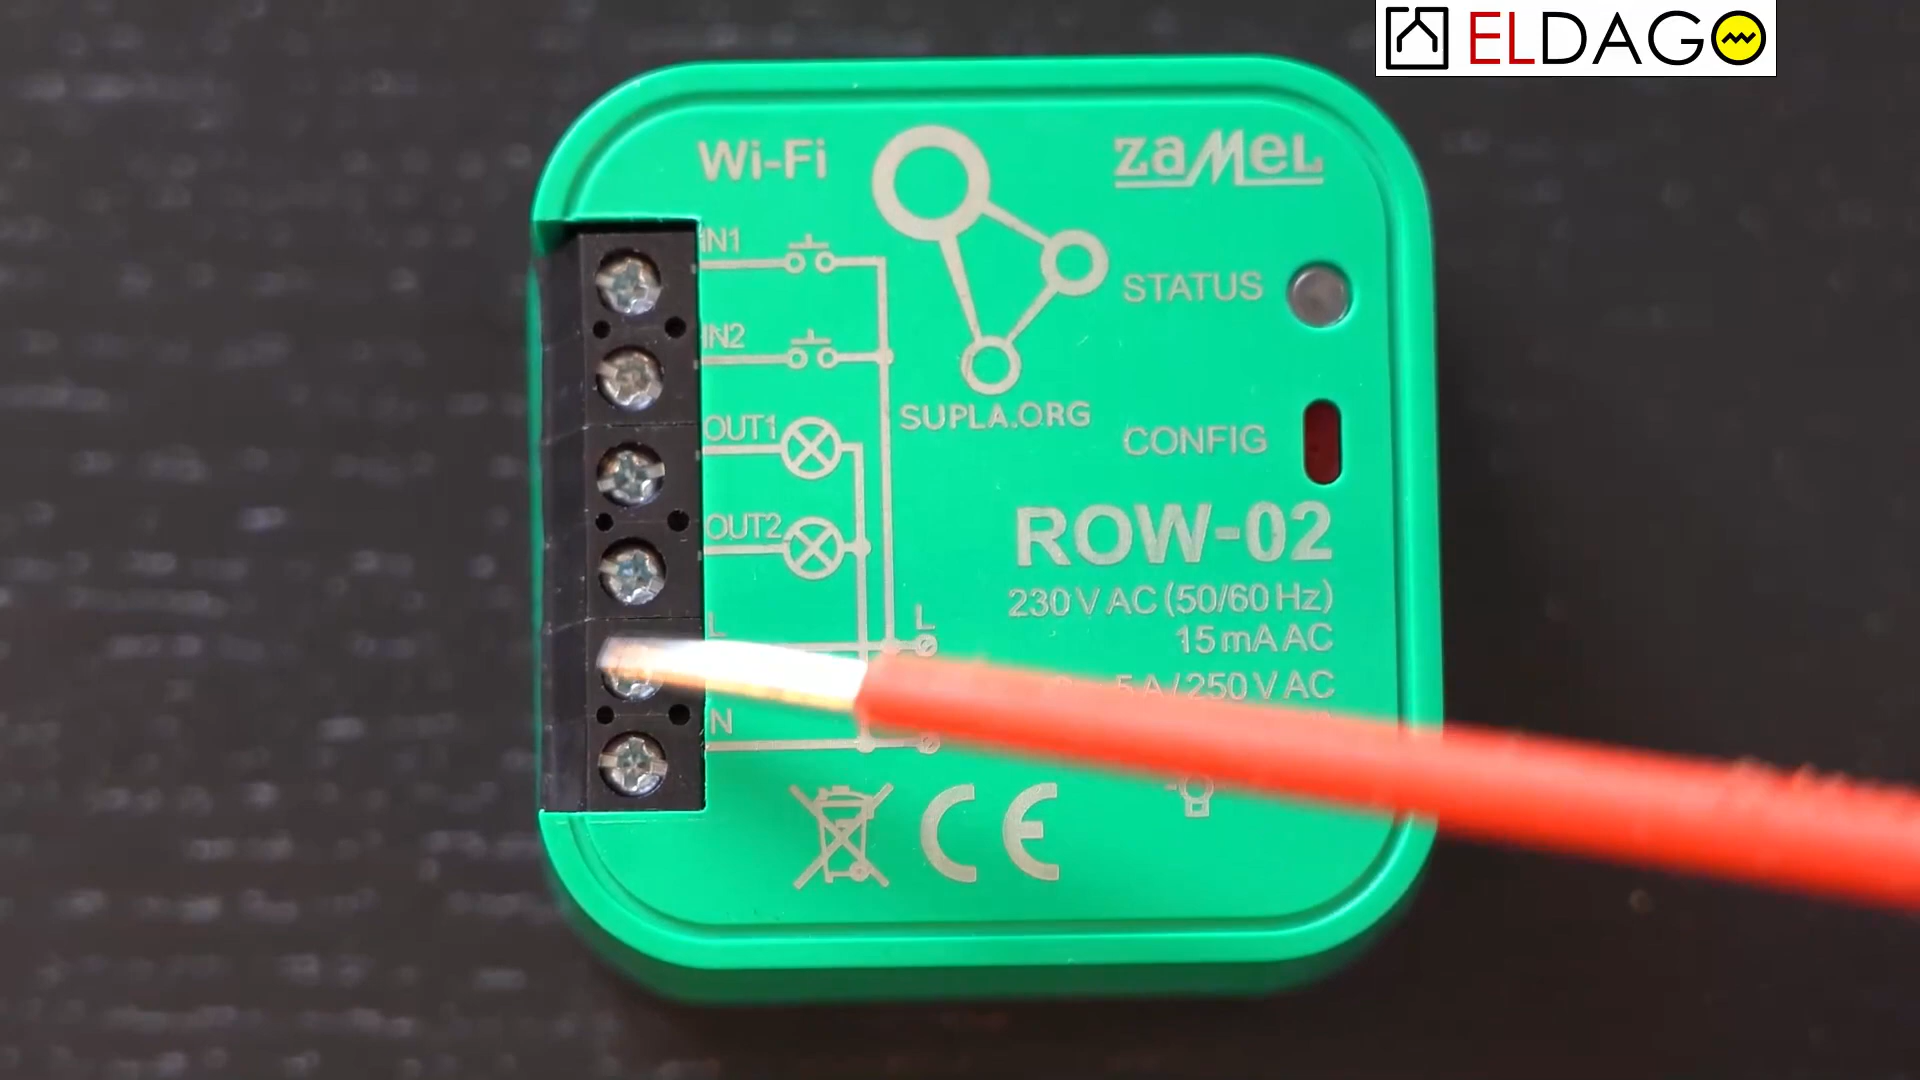 ELDAGO
Wi-Fi
zamel
IN1
STATUS
IN2
SUPLA.ORG
OUT1
CONFIG
OUT2
ROW-02
230 V AC (50/60 Hz)
L
L
15 mA AC
5 A / 250 V AC
N
CE